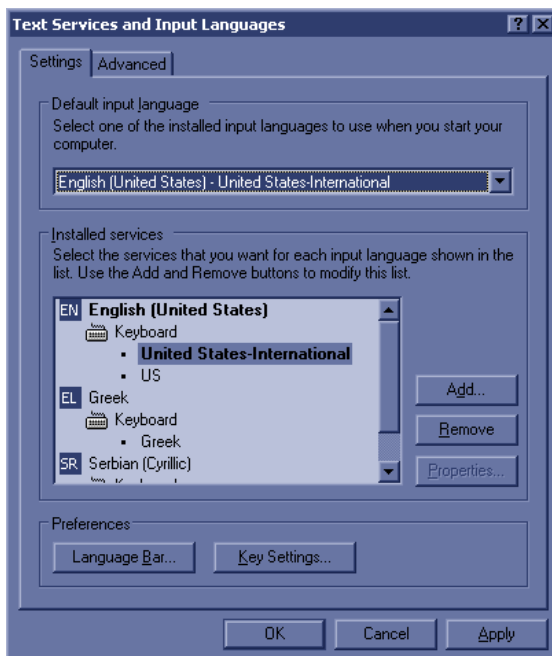 Text Services and Input Languages
Settings
Advanced
Default input language
Select one of the installed input languages to use when you start your
computer.
English (United States) - United States-International
Installed services
Select the services that you want for each input language shown in the
list. Use the Add and Remove buttons to modify this list.
EN English (United States)
Keyboard
• United States-International
• US
EL Greek
Keyboard
• Greek
SR Serbian (Cyrillic)
Add...
Remove
Properties...
Preferences
Language Bar...
Key Settings...
OK
Cancel
Apply